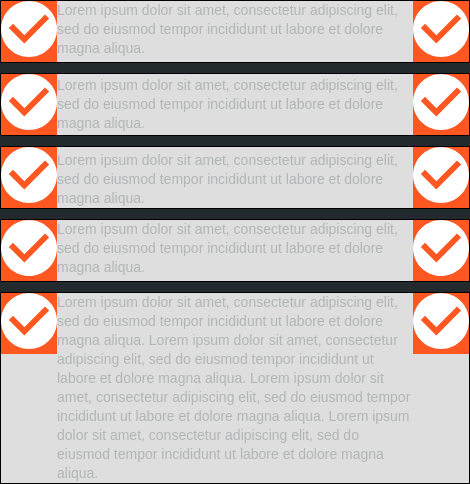 Lorem ipsum dolor sit amet, consectetur adipiscing elit,
sed do eiusmod tempor incididunt ut labore et dolore
magna aliqua.
Lorem ipsum dolor sit amet, consectetur adipiscing elit,
sed do eiusmod tempor incididunt ut labore et dolore
magna aliqua.
Lorem ipsum dolor sit amet, consectetur adipiscing elit,
sed do eiusmod tempor incididunt ut labore et dolore
magna aliqua.
Lorem ipsum dolor sit amet, consectetur adipiscing elit,
sed do eiusmod tempor incididunt ut labore et dolore
magna aliqua.
Lorem ipsum dolor sit amet, consectetur adipiscing elit,
sed do eiusmod tempor incididunt ut labore et dolore
magna aliqua. Lorem ipsum dolor sit amet, consectetur
adipiscing elit, sed do eiusmod tempor incididunt ut
labore et dolore magna aliqua. Lorem ipsum dolor sit
amet, consectetur adipiscing elit, sed do eiusmod tempor
incididunt ut labore et dolore magna aliqua. Lorem ipsum
dolor sit amet, consectetur adipiscing elit, sed do
eiusmod tempor incididunt ut labore et dolore magna
aliqua.